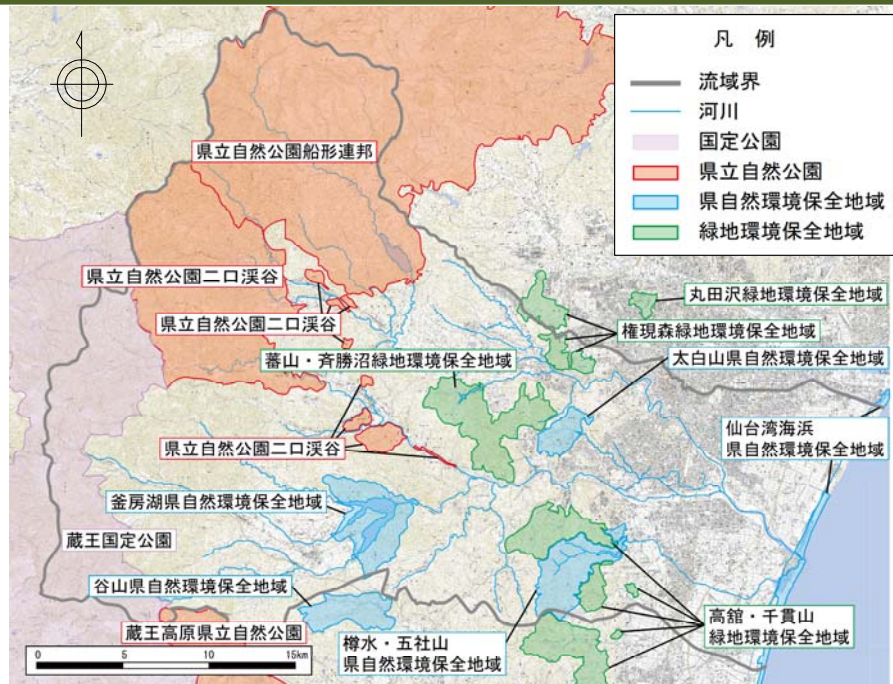 凡 例
流域界
河川
国定公園
県立自然公園
県自然環境保全地域
緑地環境保全地域
県立自然公園船形連邦
県立自然公園二口渓谷
県立自然公園二口渓谷
丸田沢緑地環境保全地域
権現森緑地環境保全地域
蕃山・斉勝沼緑地環境保全地域
太白山県自然環境保全地域
仙台湾海浜
県自然環境保全地域
県立自然公園二口渓谷
釜房湖県自然環境保全地域
蔵王国定公園
谷山県自然環境保全地域
蔵王高原県立自然公園
樽水・五社山
県自然環境保全地域
高舘・千貫山
緑地環境保全地域
0 5 10 15km